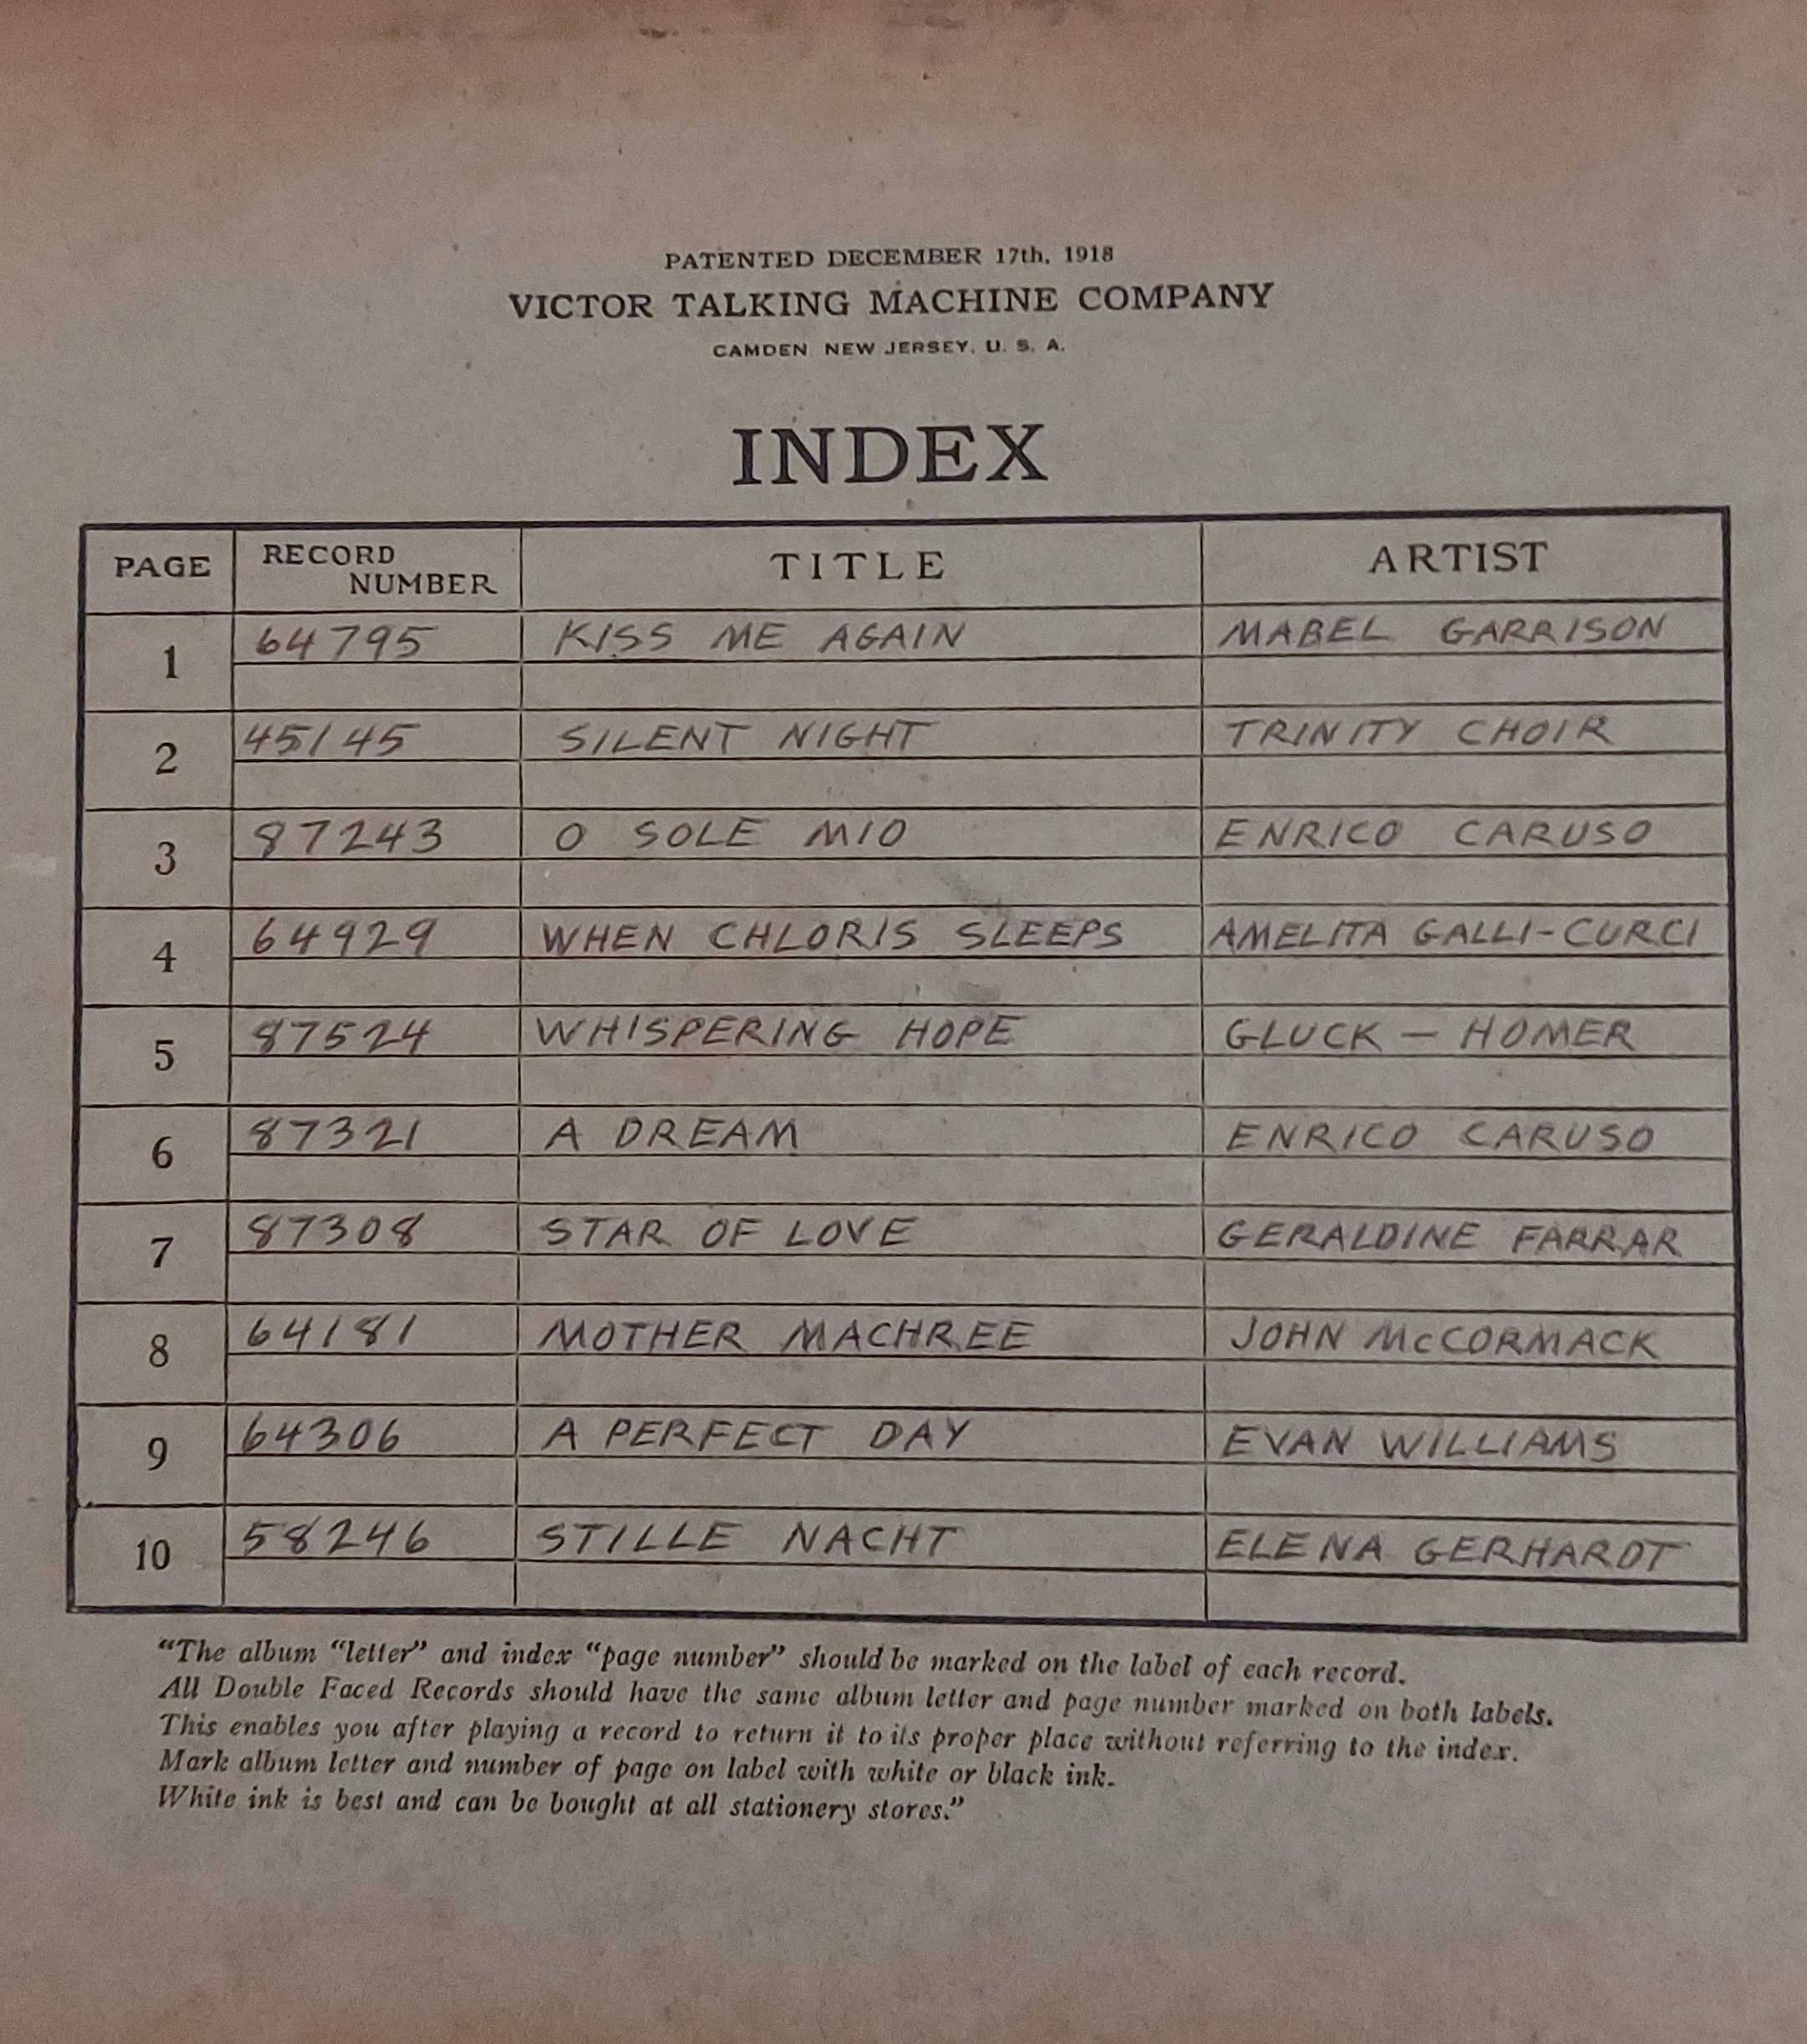 PATENTED DECEMBER 17th, 1918
VICTOR TALKING MACHINE COMPANY
CAMDEN NEW JERSEY, U. S. A.
INDEX
PAGE RECORD NUMBER TITLE ARTIST
1 64795 KISS ME AGAIN MABEL GARRISON
2 45145 SILENT NIGHT TRINITY CHOIR
3 87243 O SOLE MIO ENRICO CARUSO
4 64929 WHEN CHLORIS SLEEPS AMELITA GALLI-CURCI
5 87524 WHISPERING HOPE GLUCK — HOMER
6 87321 A DREAM ENRICO CARUSO
7 87308 STAR OF LOVE GERALDINE FARRAR
8 64181 MOTHER MACHREE JOHN McCORMACK
9 64306 A PERFECT DAY EVAN WILLIAMS
10 58246 STILLE NACHT ELENA GERHARDT
“The album “letter” and index “page number” should be marked on the label of each record.
All Double Faced Records should have the same album letter and page number marked on both labels.
This enables you after playing a record to return it to its proper place without referring to the index.
Mark album letter and number of page on label with white or black ink.
White ink is best and can be bought at all stationery stores.”